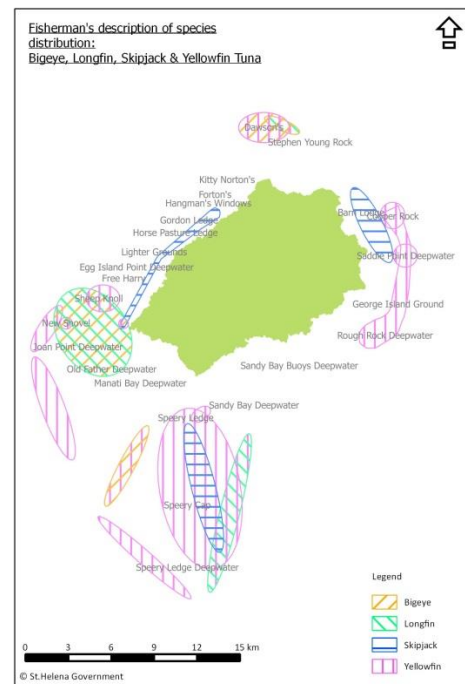 Fisherman's description of species
distribution:
Bigeye, Longfin, Skipjack & Yellowfin Tuna
Dawson's
Stephen Young Rock
Kitty Norton's
Forton's
Hangman's Windows
Gordon Ledge
Horse Pasture Ledge
Lighter Grounds
Egg Island Point Deepwater
Free Harry
Sheep Knoll
New Shovel
Joan Point Deepwater
Old Father Deepwater
Manati Bay Deepwater
Barn Ledge
Copper Rock
Saddle Point Deepwater
George Island Ground
Rough Rock Deepwater
Sandy Bay Buoys Deepwater
Sandy Bay Deepwater
Speery Ledge
Speery Cap
Speery Ledge Deepwater
Legend
Bigeye
Longfin
Skipjack
Yellowfin
0 3 6 9 12 15 km
© St.Helena Government